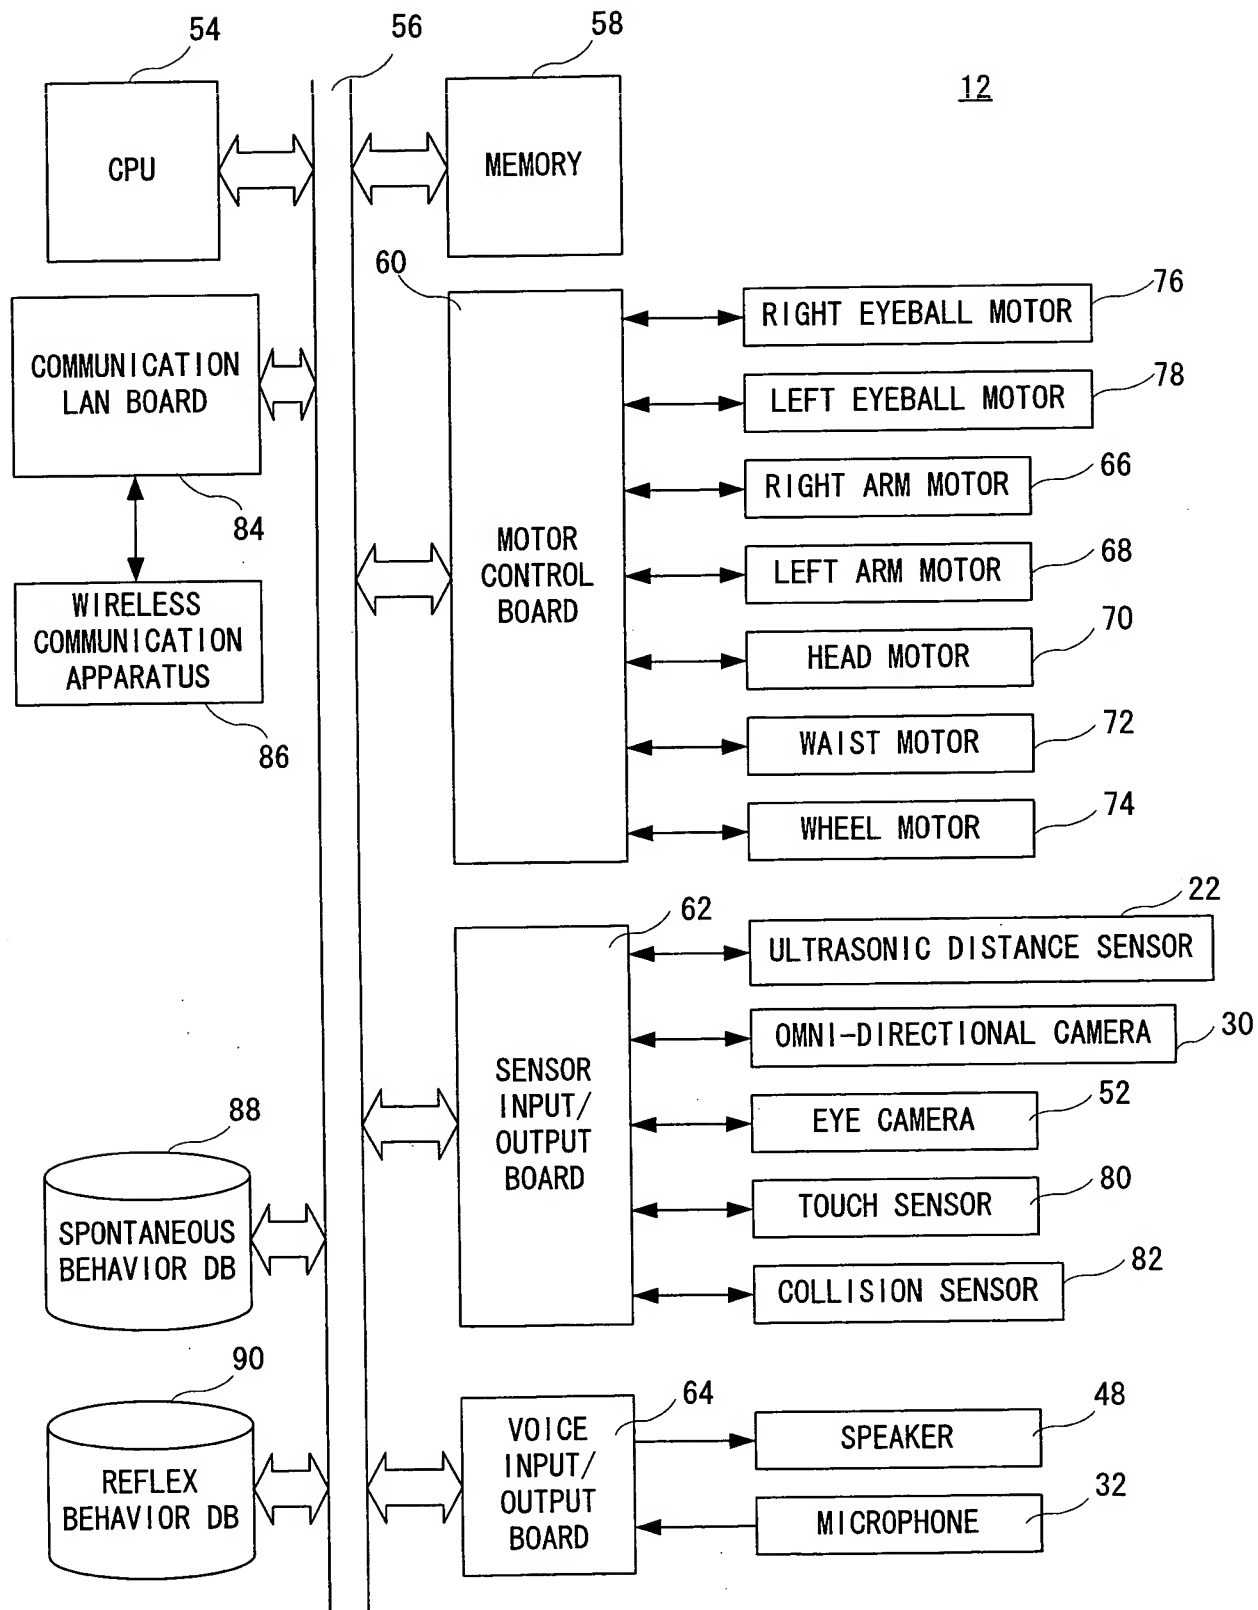 54
56
58
12
CPU
MEMORY
60
76
RIGHT EYEBALL MOTOR
COMMUNICATION
LAN BOARD
78
LEFT EYEBALL MOTOR
66
RIGHT ARM MOTOR
84
MOTOR
CONTROL
BOARD
68
LEFT ARM MOTOR
WIRELESS
COMMUNICATION
APPARATUS
70
HEAD MOTOR
86
72
WAIST MOTOR
74
WHEEL MOTOR
62
22
ULTRASONIC DISTANCE SENSOR
30
OMNI-DIRECTIONAL CAMERA
SENSOR
INPUT/
OUTPUT
BOARD
52
EYE CAMERA
88
80
TOUCH SENSOR
SPONTANEOUS
BEHAVIOR DB
82
COLLISION SENSOR
90
64
48
VOICE
INPUT/
OUTPUT
BOARD
SPEAKER
REFLEX
BEHAVIOR DB
32
MICROPHONE